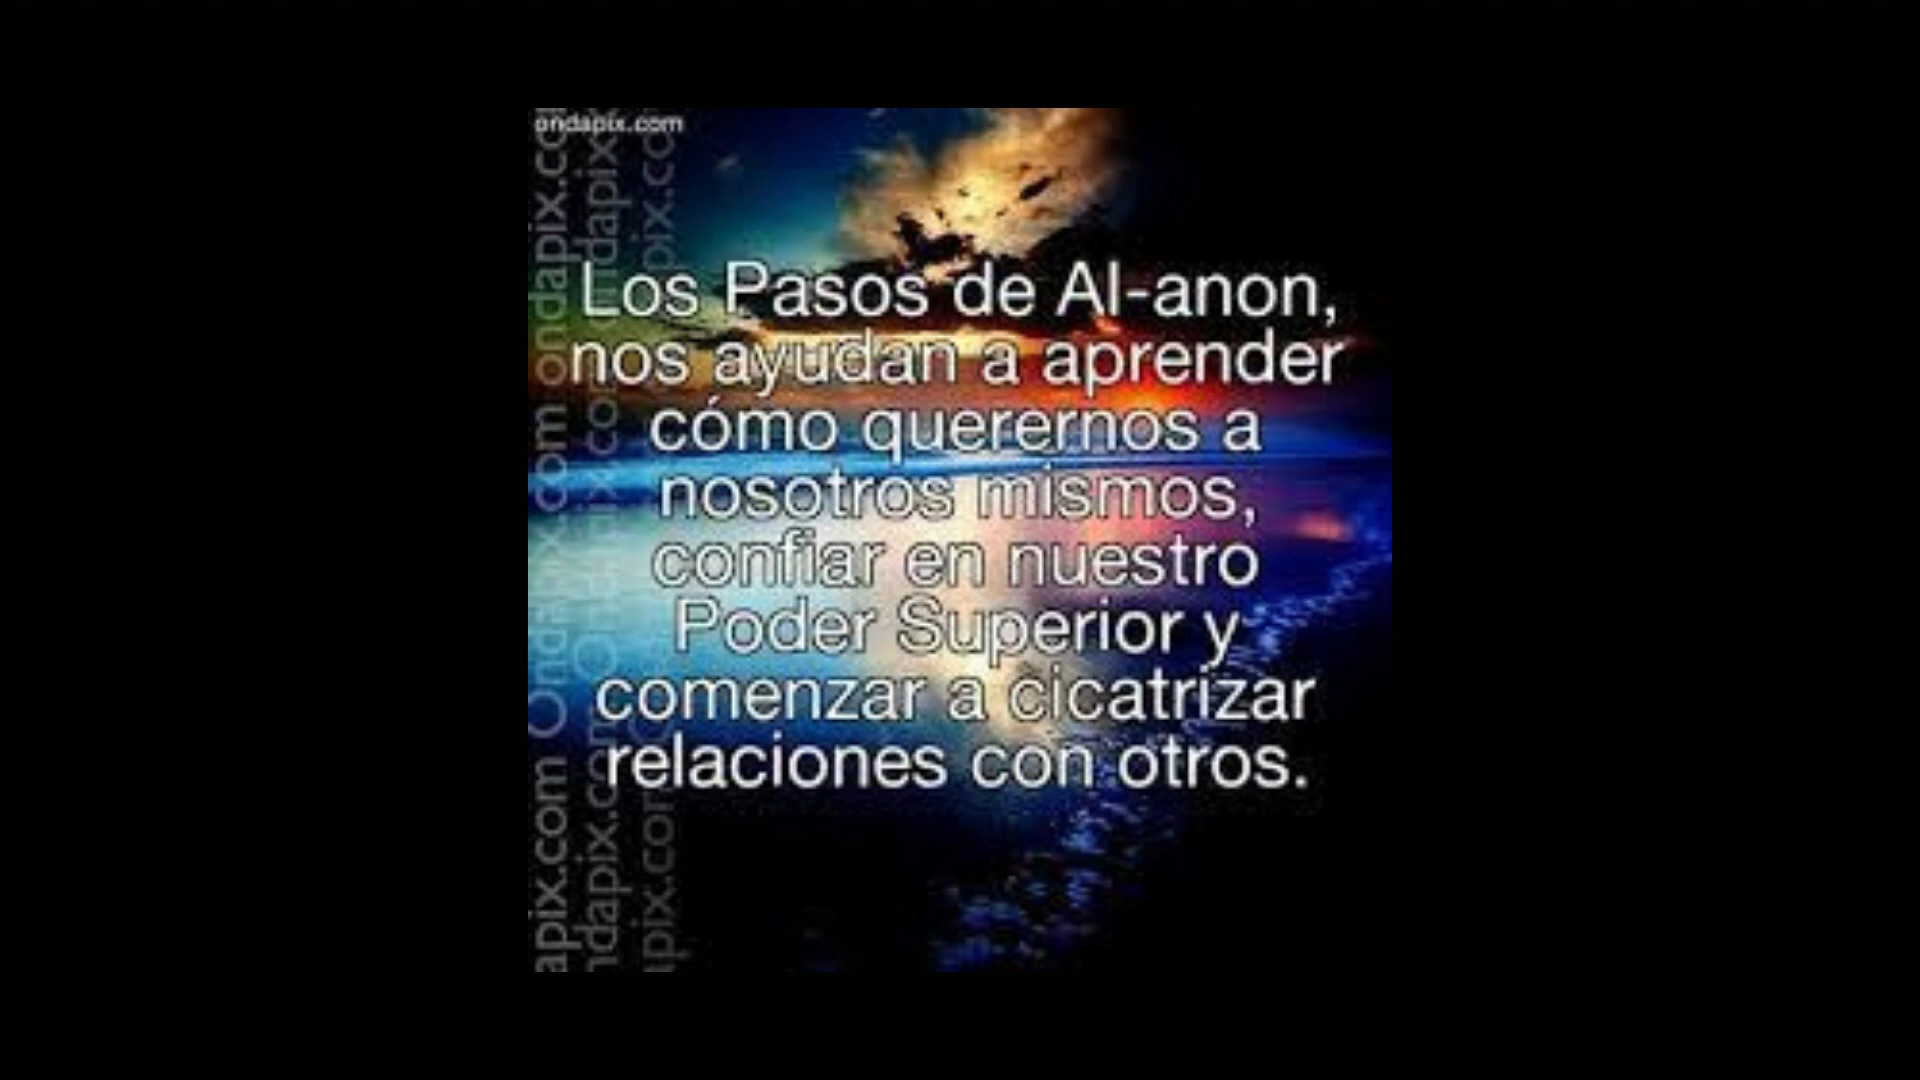 ondapix.com
Los Pasos de Al-anon,
nos ayudan a aprender
cómo querernos a
nosotros mismos,
confiar en nuestro
Poder Superior y
comenzar a cicatrizar
relaciones con otros.